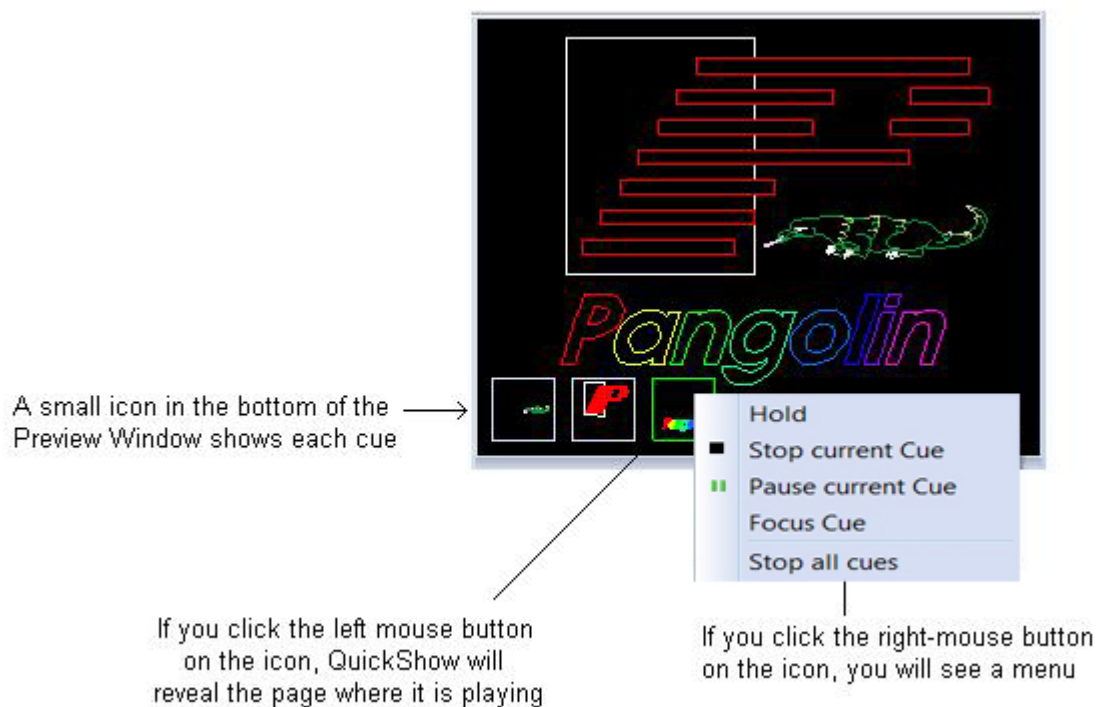 Pangolin
A small icon in the bottom of the
Preview Window shows each cue
Hold
Stop current Cue
Pause current Cue
Focus Cue
Stop all cues
If you click the left mouse button
on the icon, QuickShow will
reveal the page where it is playing
If you click the right-mouse button
on the icon, you will see a menu